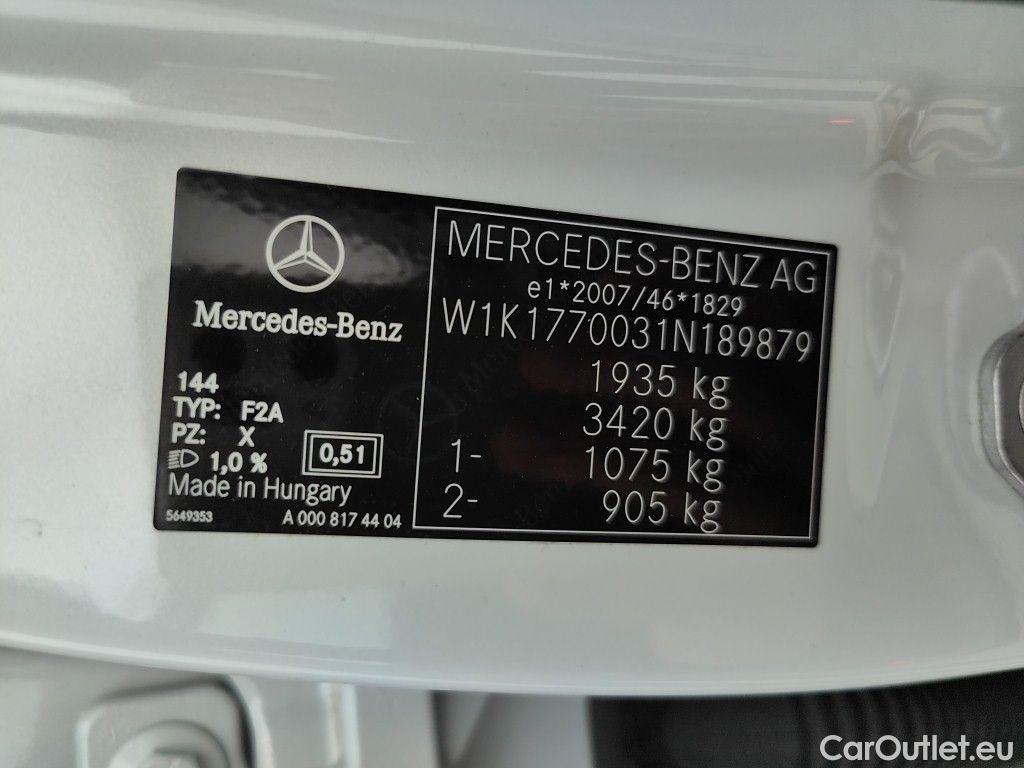 Mercedes-Benz
144
TYP: F2A
PZ: X
1,0 %
0,51
Made in Hungary
5649353 A 000 817 44 04
MERCEDES-BENZ AG
e1*2007/46*1829
W1K1770031N189879
1935 kg
3420 kg
1- 1075 kg
2- 905 kg
CarOutlet.eu